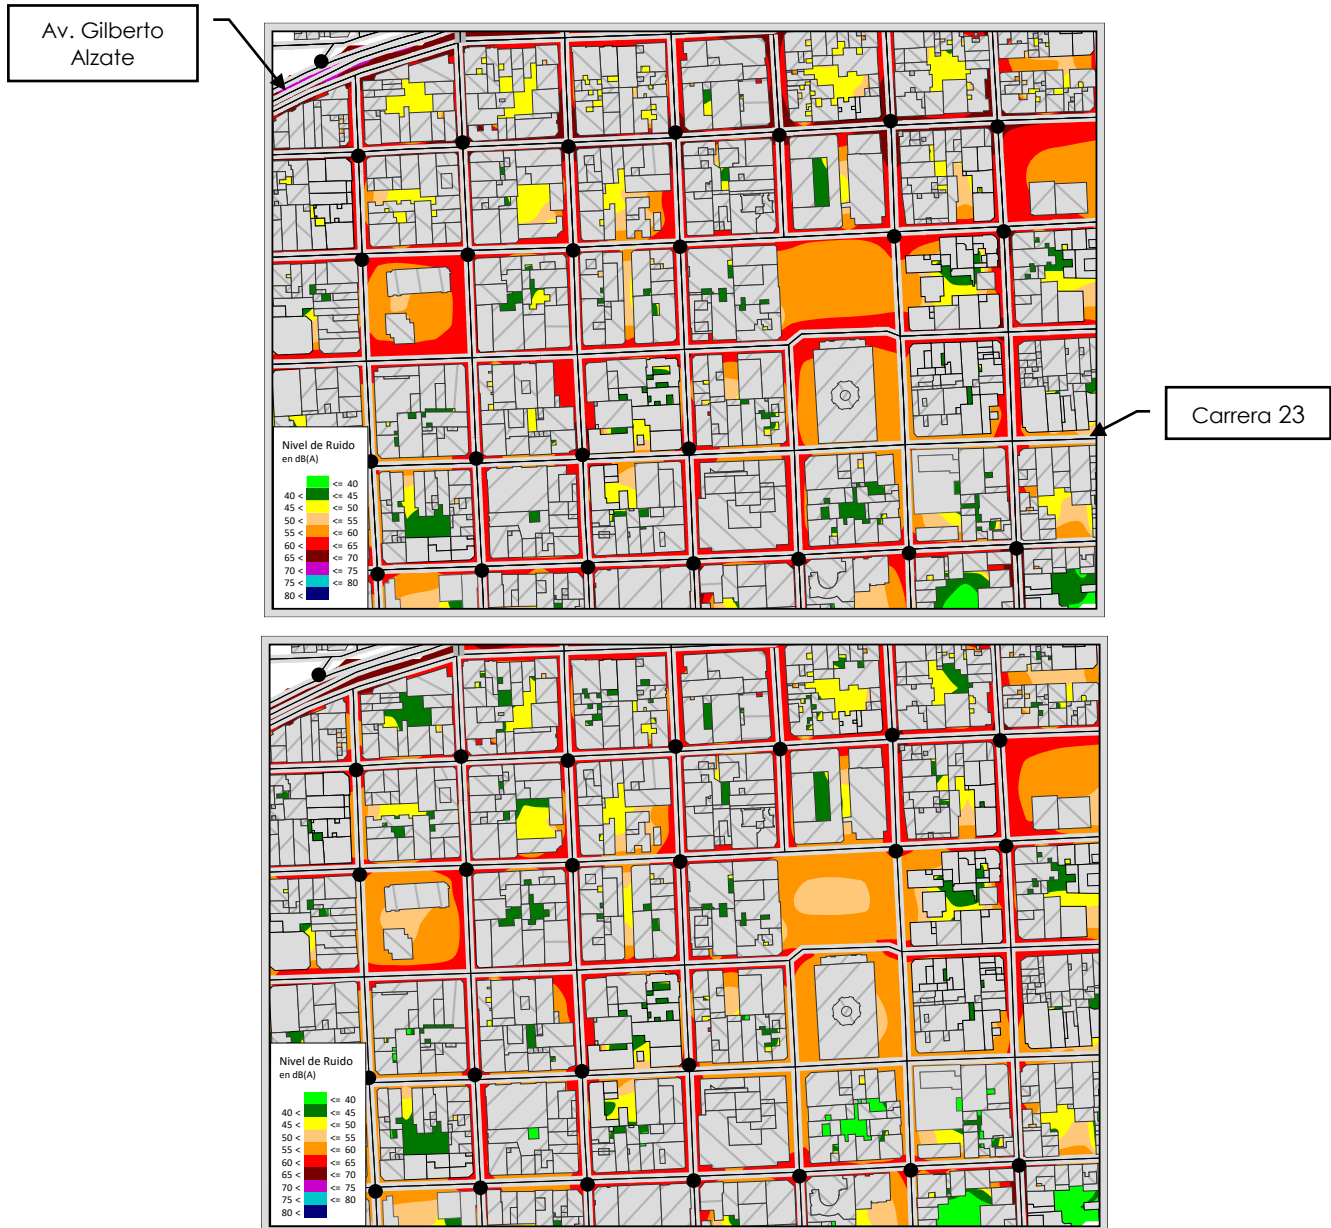 Av. Gilberto
Alzate
Carrera 23
Nivel de Ruido
en dB(A)
<= 40
40 < <= 45
45 < <= 50
50 < <= 55
55 < <= 60
60 < <= 65
65 < <= 70
70 < <= 75
75 < <= 80
80 <
Nivel de Ruido
en dB(A)
<= 40
40 < <= 45
45 < <= 50
50 < <= 55
55 < <= 60
60 < <= 65
65 < <= 70
70 < <= 75
75 < <= 80
80 <